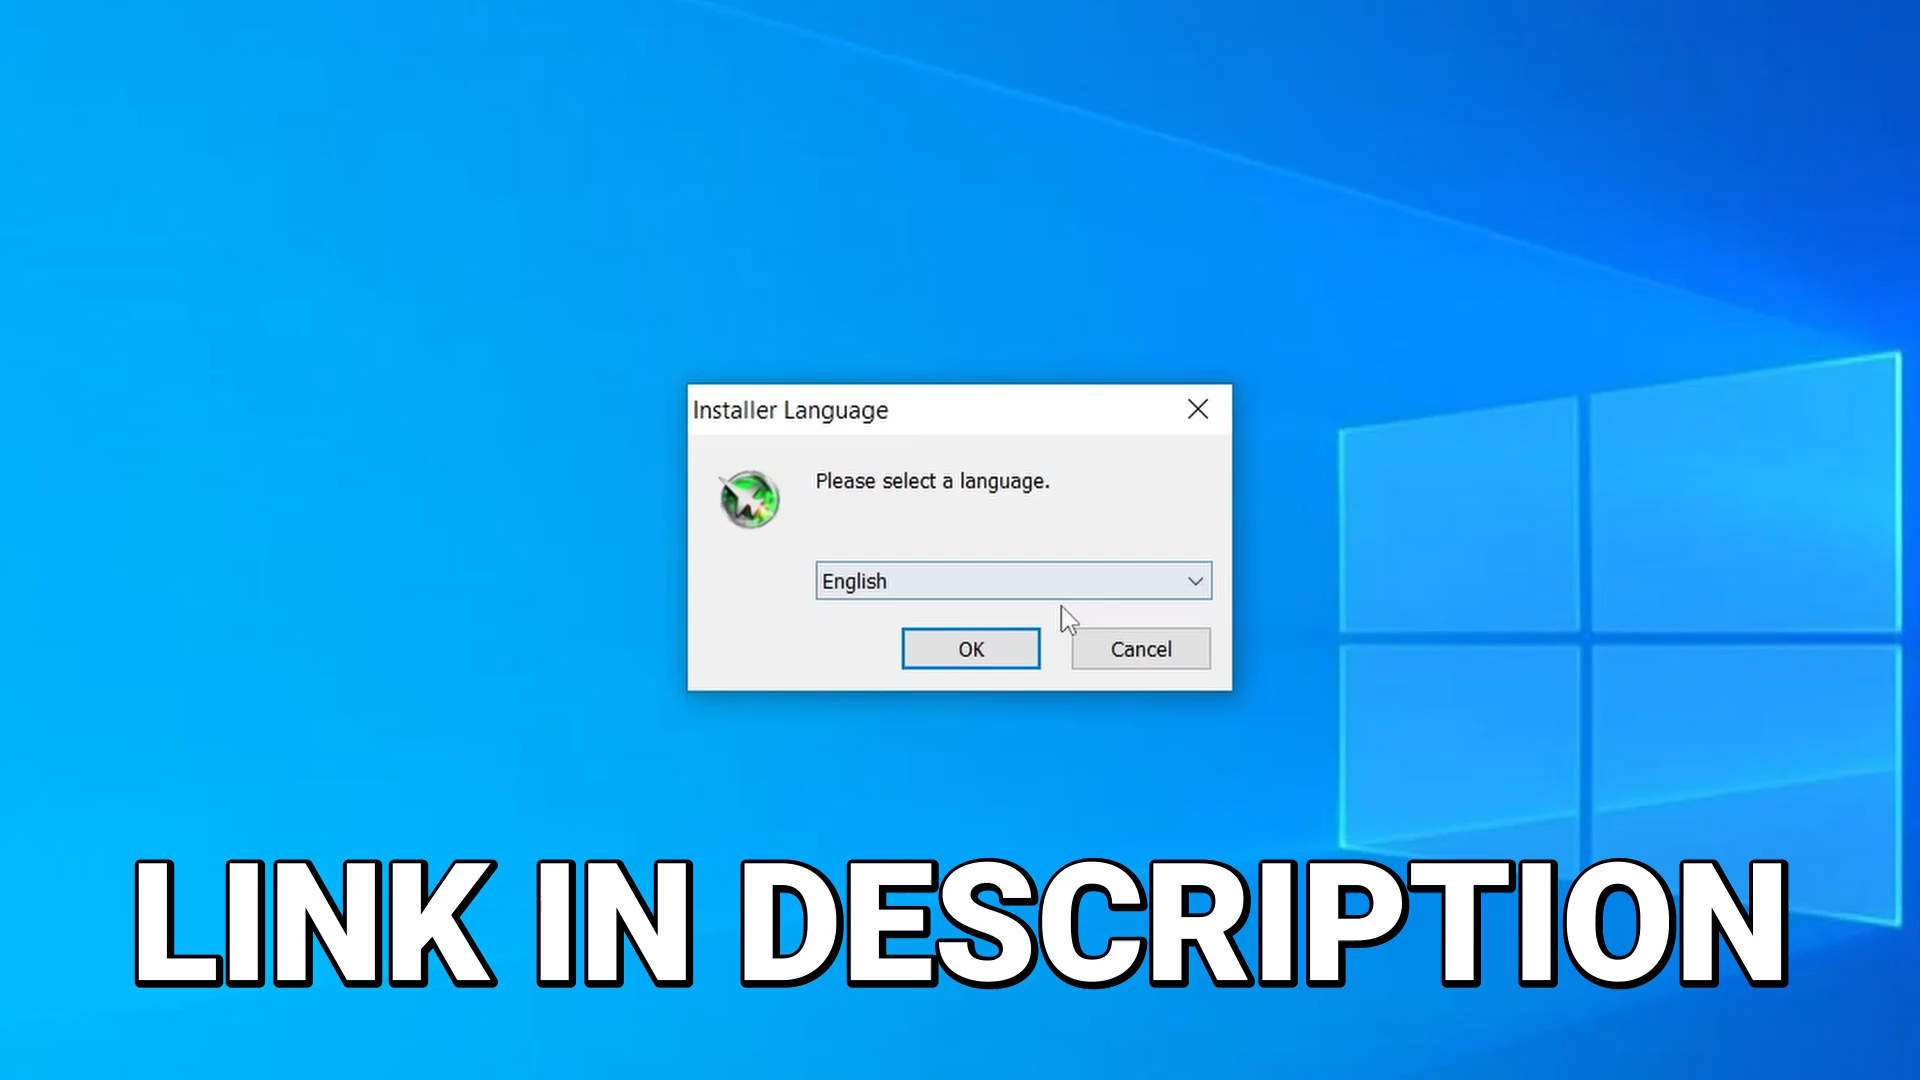 Installer Language
Please select a language.
English
OK
Cancel
LINK IN DESCRIPTION